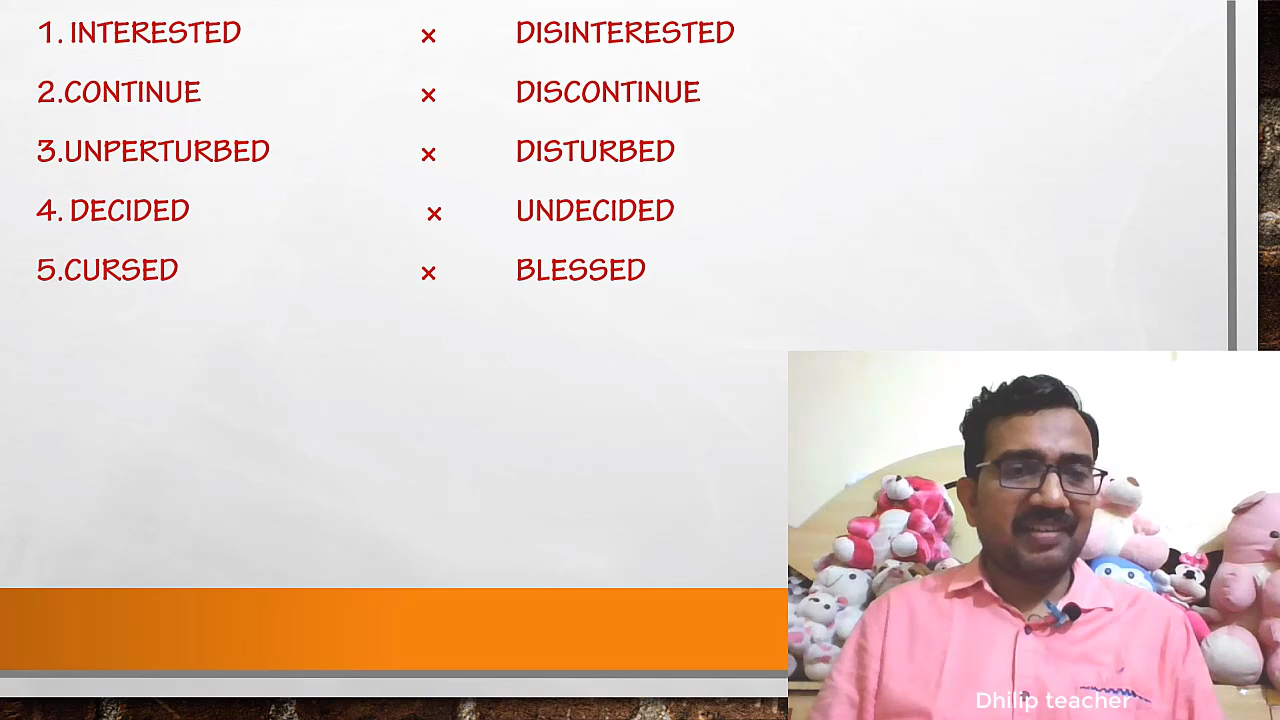 1. INTERESTED × DISINTERESTED
2.CONTINUE × DISCONTINUE
3.UNPERTURBED × DISTURBED
4. DECIDED × UNDECIDED
5.CURSED × BLESSED
Dhilip teacher